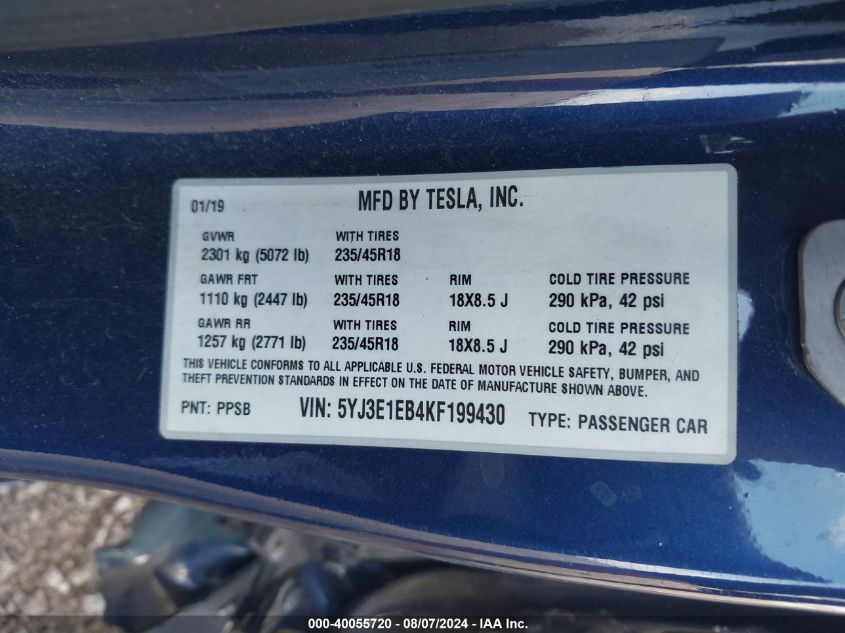 01/19 MFD BY TESLA, INC.
GVWR WITH TIRES
2301 kg (5072 lb) 235/45R18
GAWR FRT WITH TIRES RIM COLD TIRE PRESSURE
1110 kg (2447 lb) 235/45R18 18X8.5 J 290 kPa, 42 psi
GAWR RR WITH TIRES RIM COLD TIRE PRESSURE
1257 kg (2771 lb) 235/45R18 18X8.5 J 290 kPa, 42 psi
THIS VEHICLE CONFORMS TO ALL APPLICABLE U.S. FEDERAL MOTOR VEHICLE SAFETY, BUMPER, AND
THEFT PREVENTION STANDARDS IN EFFECT ON THE DATE OF MANUFACTURE SHOWN ABOVE.
PNT: PPSB VIN: 5YJ3E1EB4KF199430 TYPE: PASSENGER CAR
000-40055720 - 08/07/2024 - IAA, Inc.